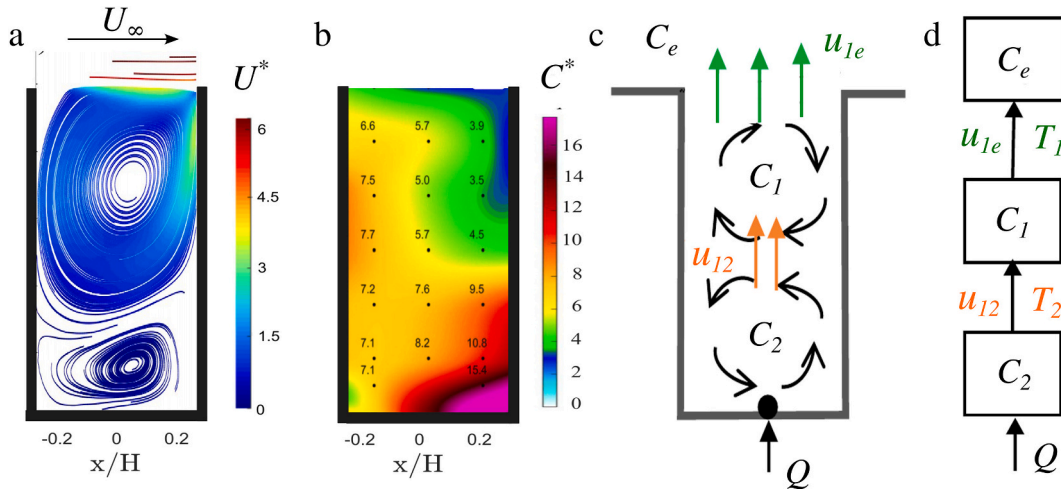 a
U∞
U*
6
4.5
3
1.5
0
-0.2 0 0.2
x/H
b
C*
6.6 5.7 3.9
7.5 5.0 3.5
7.7 5.7 4.5
7.2 7.6 9.5
7.1 8.2 10.8
7.1 15.4
16
14
12
10
8
6
4
2
0
-0.2 0 0.2
x/H
c
Ce
u1e
C1
u12
C2
Q
d
Ce
u1e T1
C1
u12 T2
C2
Q